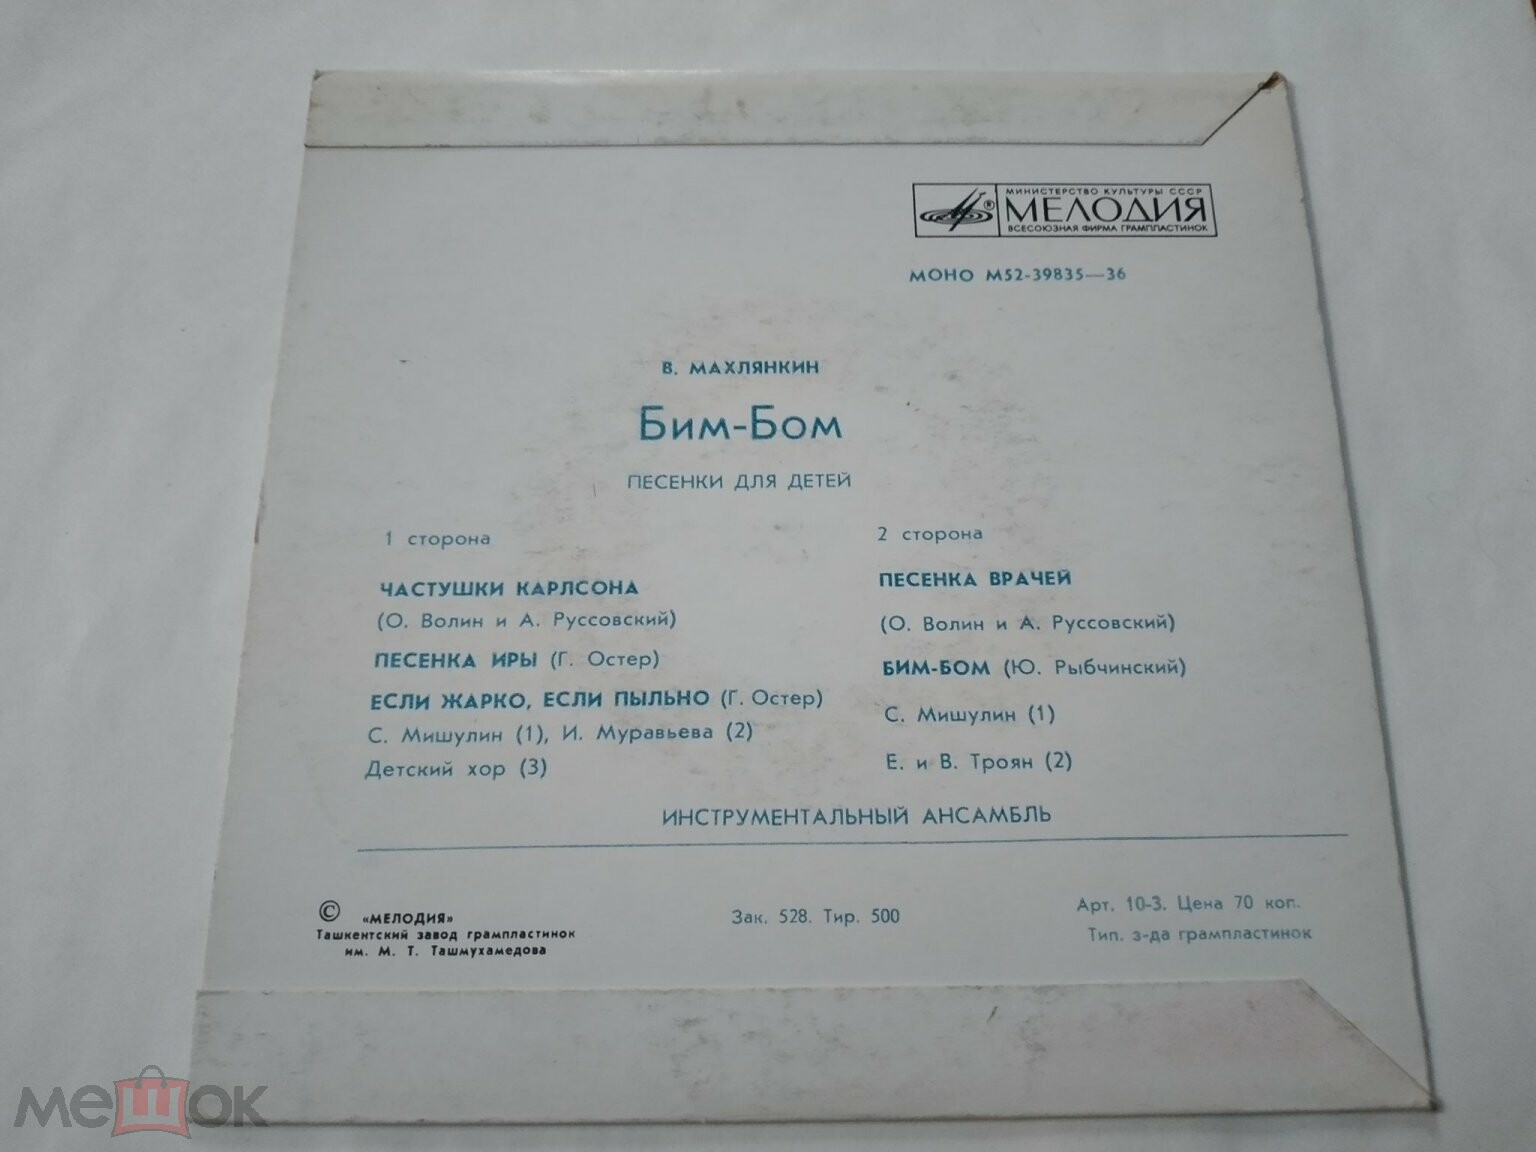 МИНИСТЕРСТВО КУЛЬТУРЫ СССР
МЕЛОДИЯ
ВСЕСОЮЗНАЯ ФИРМА ГРАМПЛАСТИНОК
МОНО М52-39835—36
В. МАХЛЯНКИН
Бим-Бом
ПЕСЕНКИ ДЛЯ ДЕТЕЙ
1 сторона
ЧАСТУШКИ КАРЛСОНА
(О. Волин и А. Руссовский)
ПЕСЕНКА ИРЫ (Г. Остер)
ЕСЛИ ЖАРКО, ЕСЛИ ПЫЛЬНО (Г. Остер)
С. Мишулин (1), И. Муравьева (2)
Детский хор (3)
2 сторона
ПЕСЕНКА ВРАЧЕЙ
(О. Волин и А. Руссовский)
БИМ-БОМ (Ю. Рыбчинский)
С. Мишулин (1)
Е. и В. Троян (2)
ИНСТРУМЕНТАЛЬНЫЙ АНСАМБЛЬ
© «МЕЛОДИЯ»
Ташкентский завод грампластинок
им. М. Т. Ташмухамедова
Зак. 528. Тир. 500
Арт. 10-3. Цена 70 коп.
Тип. з-да грампластинок
мешок